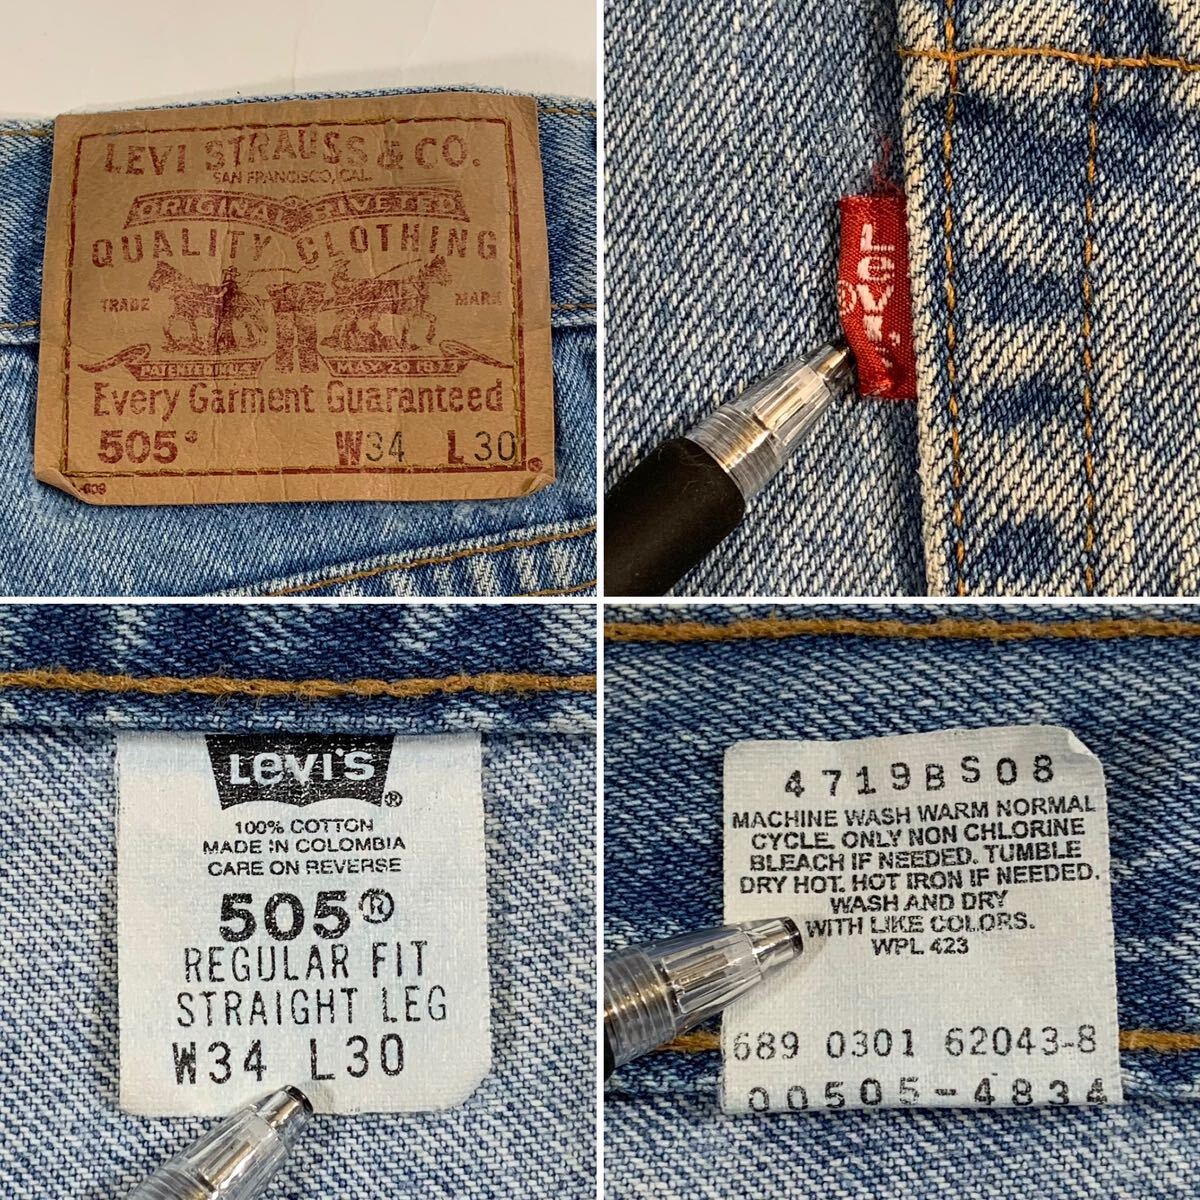 LEVI STRAUSS & CO.
SAN FRANCISCO, CAL.
ORIGINAL RIVETED
QUALITY CLOTHING
TRADE MARK
PATENTED IN U.S. MAY 20 1873
Every Garment Guaranteed
505® W34 L30
®
Levi's
®
LEVI'S
®
100% COTTON
MADE IN COLOMBIA
CARE ON REVERSE
505®
REGULAR FIT
STRAIGHT LEG
W34 L30
4719BS08
MACHINE WASH WARM NORMAL
CYCLE. ONLY NON CHLORINE
BLEACH IF NEEDED. TUMBLE
DRY HOT. HOT IRON IF NEEDED.
WASH AND DRY
WITH LIKE COLORS.
WPL 423
689 0301 62043-8
00505-4834